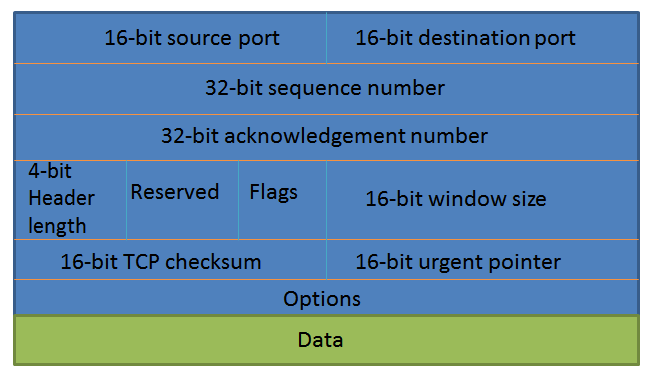 16-bit source port
16-bit destination port
32-bit sequence number
32-bit acknowledgement number
4-bit
Header
length
Reserved
Flags
16-bit window size
16-bit TCP checksum
16-bit urgent pointer
Options
Data